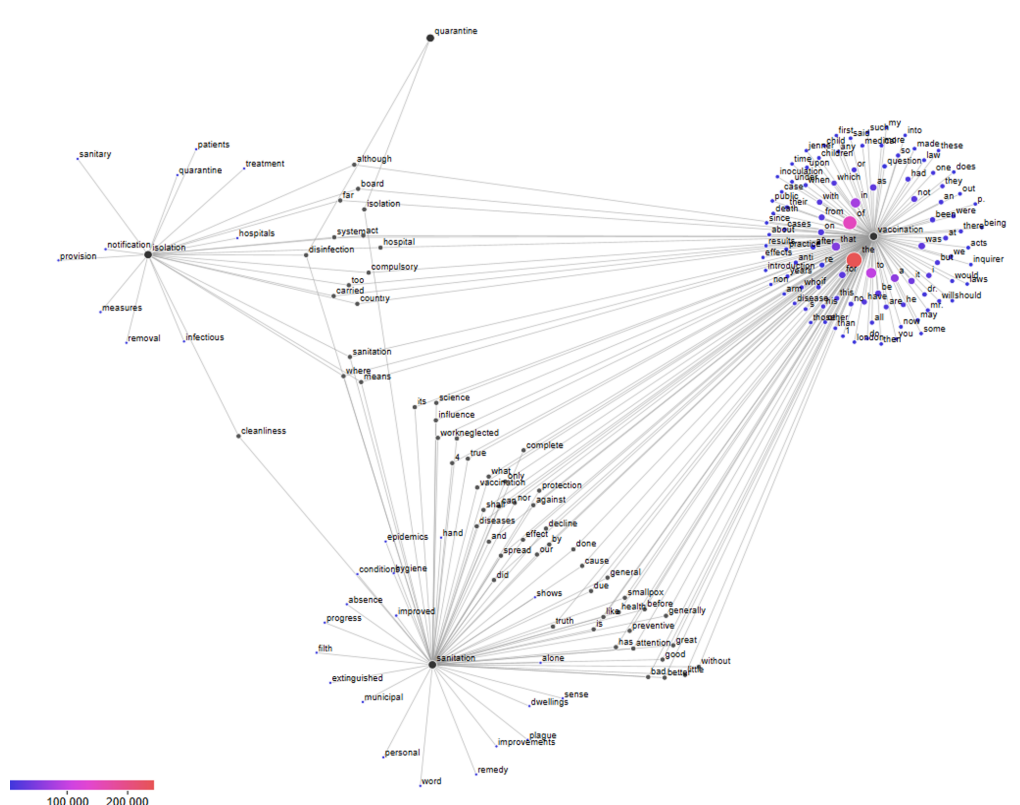 quarantine
my
such
into
first
said
child
any
medical
more
made
these
jenner
children
so
law
time
upon
or
question
one
does
inoculation
under
when
which
as
had
they
case
out
public
their
with
in
not
an
p.
death
from
of
been
were
since
on
there
being
about
cases
vaccination
at
results
practice
after
that
the
was
we
acts
effects
anti
re
but
inquirer
introduction
years
for
to
a
it
i
would
laws
non
who
if
be
dr.
will
should
arm
this
have
disease
s
his
no
are
he
mr.
may
those
other
all
now
some
than
1
do
you
london
then
sanitary
patients
quarantine
treatment
although
board
far
isolation
hospitals
system
act
hospital
notification
isolation
disinfection
provision
compulsory
too
carried
country
measures
removal
infectious
sanitation
where
means
cleanliness
its
science
influence
work
neglected
complete
4
true
what
only
vaccination
protection
shall
can
nor
against
diseases
decline
hand
and
effect
by
epidemics
spread
our
done
conditions
hygiene
did
cause
general
due
absence
improved
shows
smallpox
like
health
before
generally
progress
truth
is
preventive
filth
has
attention
great
sanitation
alone
good
without
bad
better
little
extinguished
municipal
sense
dwellings
plague
improvements
personal
remedy
word
100,000
200,000